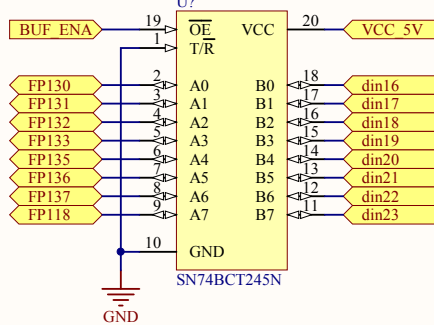 U?
BUF_ENA 19 OE VCC 20 VCC_5V
1 T/R
FP130 2 A0 B0 18 din16
FP131 3 A1 B1 17 din17
FP132 4 A2 B2 16 din18
FP133 5 A3 B3 15 din19
FP135 6 A4 B4 14 din20
FP136 7 A5 B5 13 din21
FP137 8 A6 B6 12 din22
FP118 9 A7 B7 11 din23
10 GND
SN74BCT245N
GND